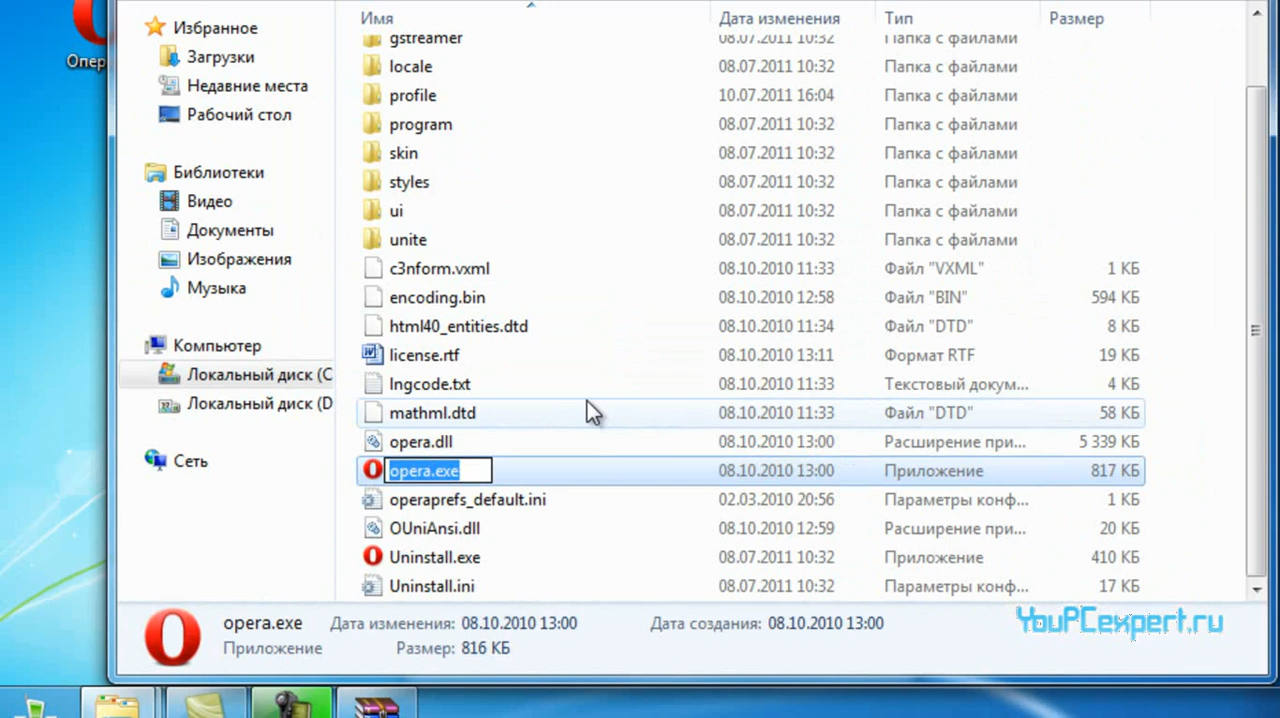 Опер
Избранное
Загрузки
Недавние места
Рабочий стол
Библиотеки
Видео
Документы
Изображения
Музыка
Компьютер
Локальный диск (C
Локальный диск (D
Сеть
Имя Дата изменения Тип Размер
gstreamer 08.07.2011 10:32 Папка с файлами
locale 08.07.2011 10:32 Папка с файлами
profile 10.07.2011 16:04 Папка с файлами
program 08.07.2011 10:32 Папка с файлами
skin 08.07.2011 10:32 Папка с файлами
styles 08.07.2011 10:32 Папка с файлами
ui 08.07.2011 10:32 Папка с файлами
unite 08.07.2011 10:32 Папка с файлами
c3nform.vxml 08.10.2010 11:33 Файл "VXML" 1 КБ
encoding.bin 08.10.2010 12:58 Файл "BIN" 594 КБ
html40_entities.dtd 08.10.2010 11:34 Файл "DTD" 8 КБ
license.rtf 08.10.2010 13:11 Формат RTF 19 КБ
lngcode.txt 08.10.2010 11:33 Текстовый докум... 4 КБ
mathml.dtd 08.10.2010 11:33 Файл "DTD" 58 КБ
opera.dll 08.10.2010 13:00 Расширение при... 5 339 КБ
opera.exe 08.10.2010 13:00 Приложение 817 КБ
operaprefs_default.ini 02.03.2010 20:56 Параметры конф... 1 КБ
OUniAnsi.dll 08.10.2010 12:59 Расширение при... 20 КБ
Uninstall.exe 08.07.2011 10:32 Приложение 410 КБ
Uninstall.ini 08.07.2011 10:32 Параметры конф... 17 КБ
opera.exe Дата изменения: 08.10.2010 13:00 Дата создания: 08.10.2010 13:00
Приложение Размер: 816 КБ
YouPCexpert.ru